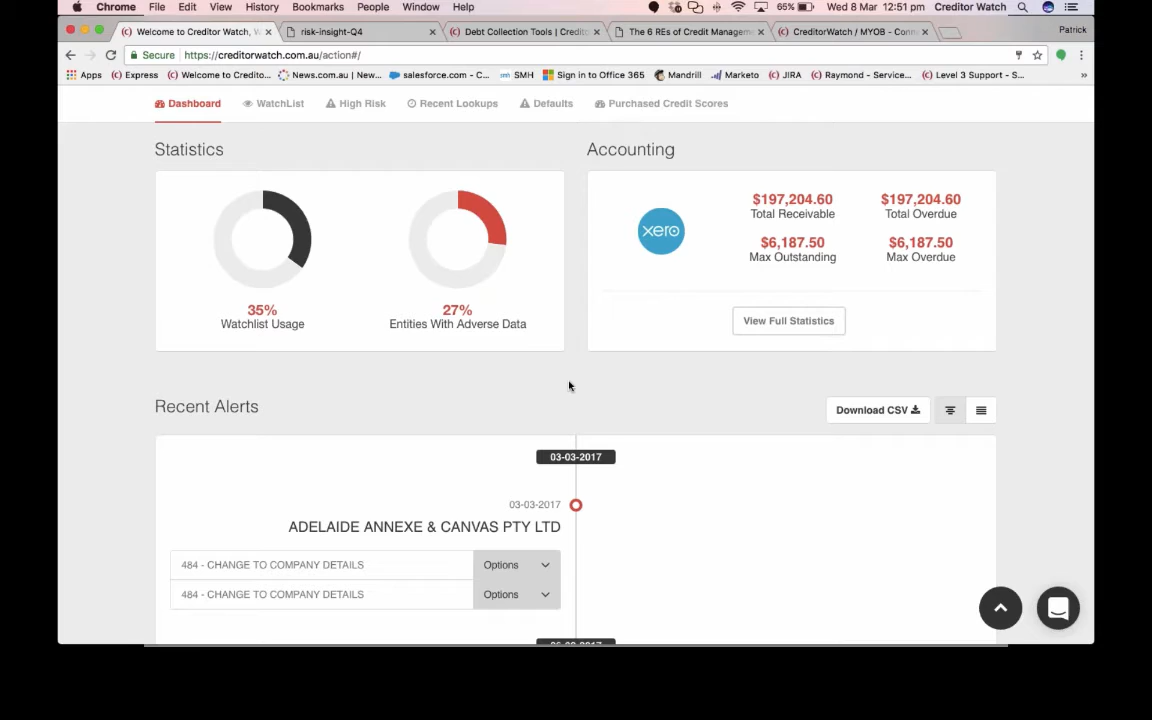 Chrome File Edit View History Bookmarks People Window Help 65% Wed 8 Mar 12:51 pm Creditor Watch
Welcome to Creditor Watch, W risk-insight-Q4 Debt Collection Tools | Credito The 6 REs of Credit Managem CreditorWatch / MYOB - Conn Patrick
Secure https://creditorwatch.com.au/action#/
Apps Express Welcome to Credito... News.com.au | New... salesforce.com - C... SMH Sign in to Office 365 Mandrill Marketo JIRA Raymond - Service... Level 3 Support - S... »
Dashboard WatchList High Risk Recent Lookups Defaults Purchased Credit Scores
Statistics
35%
Watchlist Usage
27%
Entities With Adverse Data
Accounting
xero
$197,204.60
Total Receivable
$197,204.60
Total Overdue
$6,187.50
Max Outstanding
$6,187.50
Max Overdue
View Full Statistics
Recent Alerts
Download CSV
03-03-2017
03-03-2017
ADELAIDE ANNEXE & CANVAS PTY LTD
484 - CHANGE TO COMPANY DETAILS Options
484 - CHANGE TO COMPANY DETAILS Options